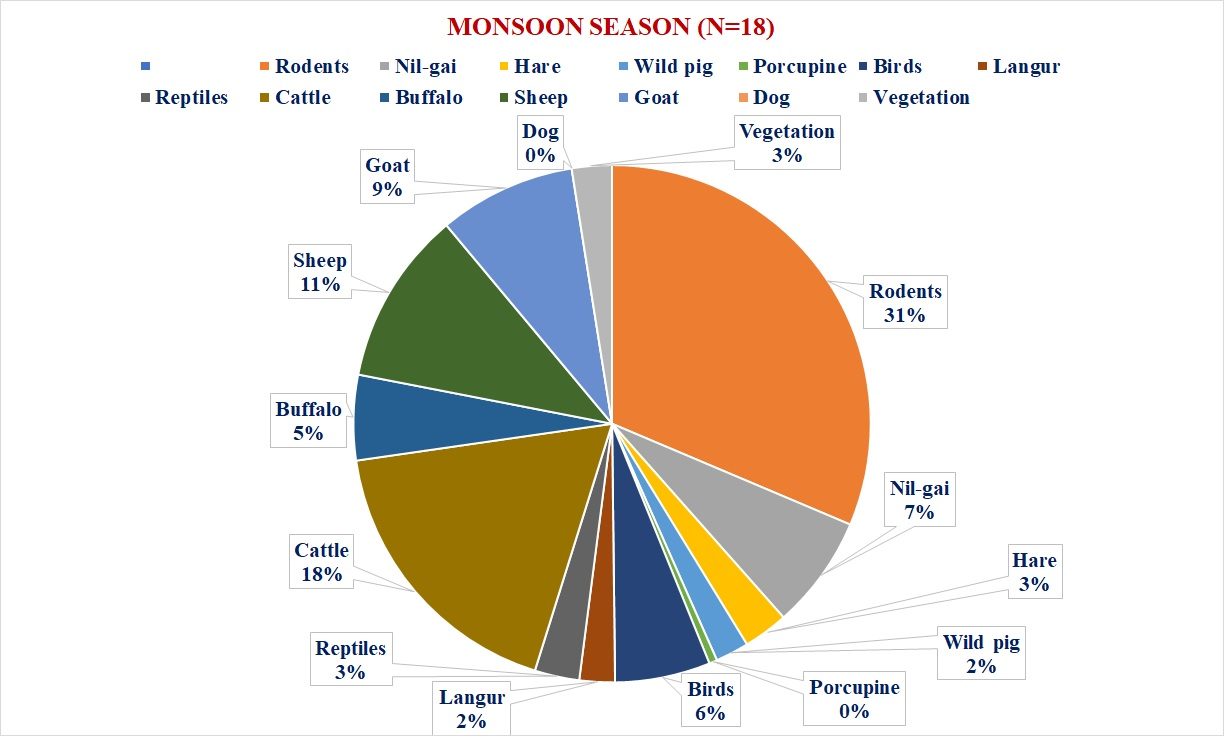 MONSOON SEASON (N=18)
Rodents Nil-gai Hare Wild pig Porcupine Birds Langur
Reptiles Cattle Buffalo Sheep Goat Dog Vegetation
Dog
0%
Vegetation
3%
Goat
9%
Sheep
11%
Rodents
31%
Buffalo
5%
Nil-gai
7%
Cattle
18%
Hare
3%
Reptiles
3%
Wild pig
2%
Langur
2%
Birds
6%
Porcupine
0%